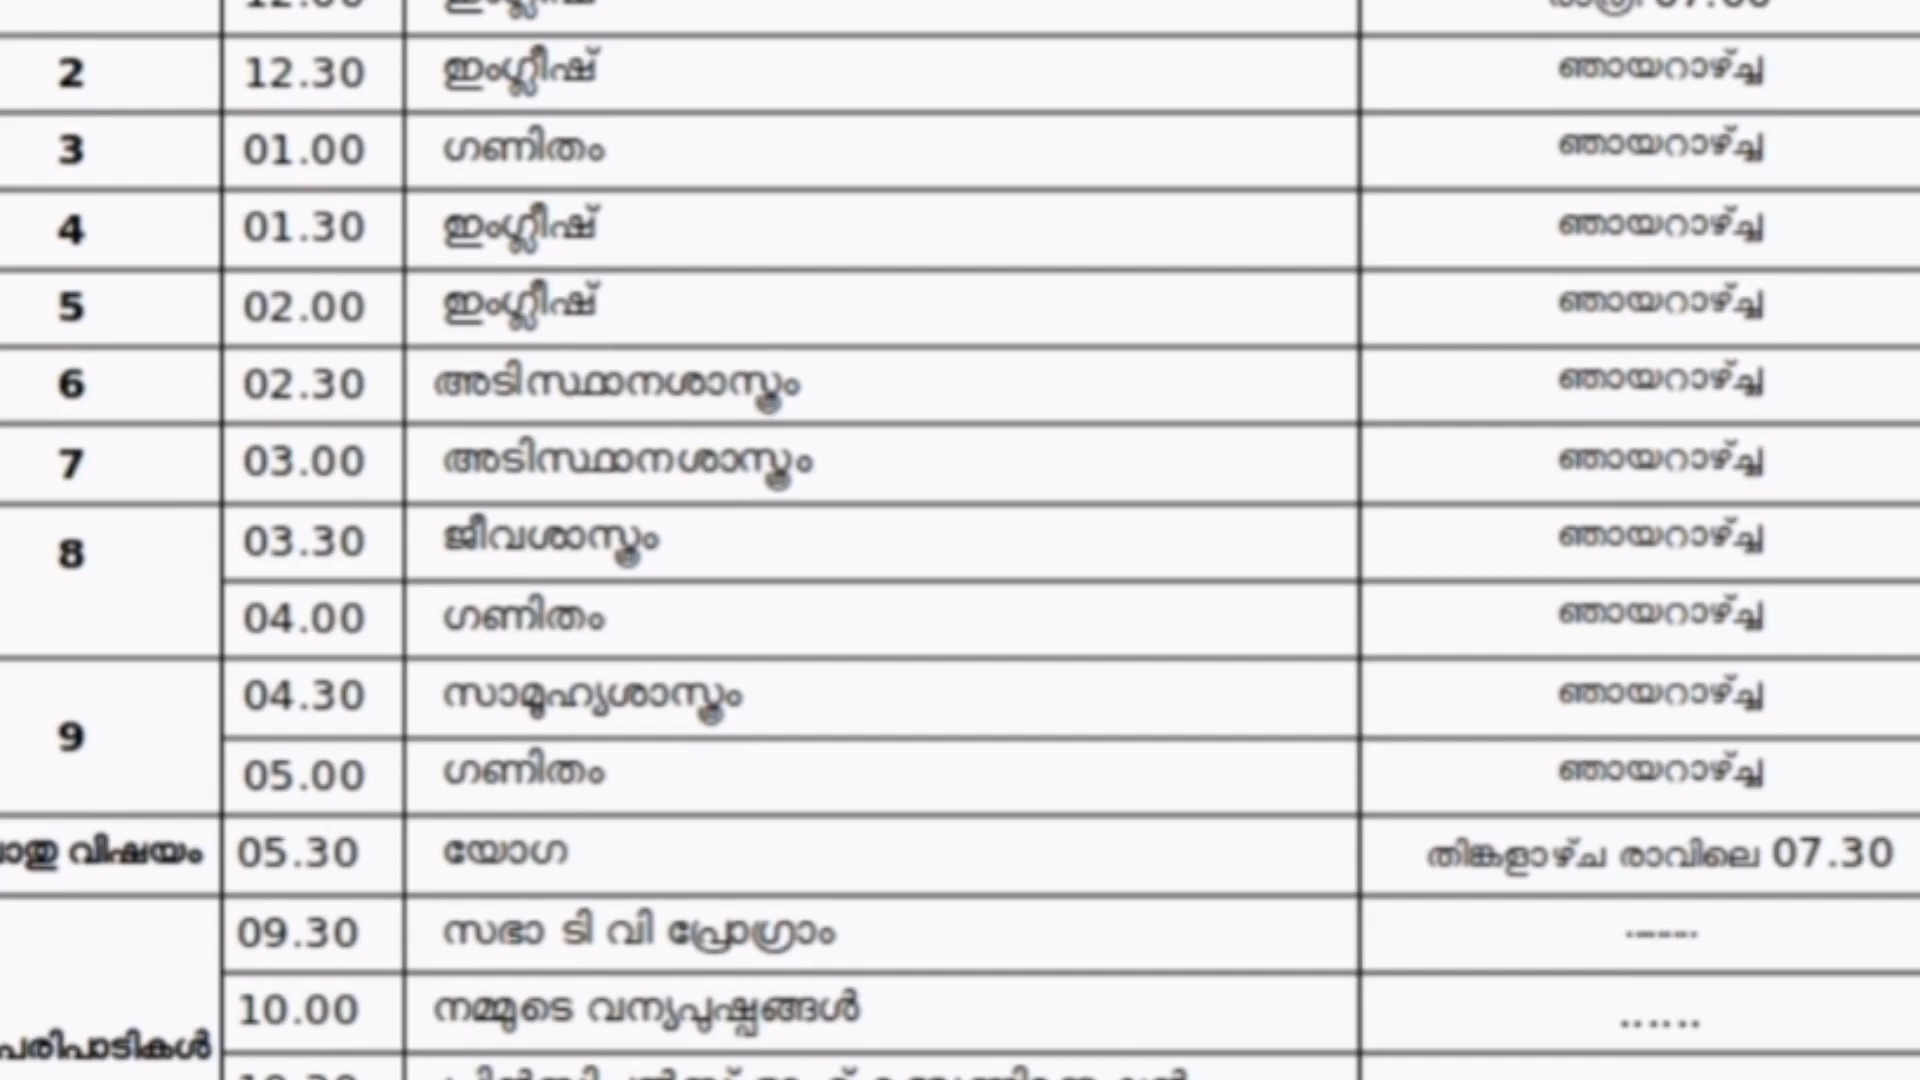 2 12.30 ഇംഗ്ലീഷ് ഞായറാഴ്ച്ച
3 01.00 ഗണിതം ഞായറാഴ്ച്ച
4 01.30 ഇംഗ്ലീഷ് ഞായറാഴ്ച്ച
5 02.00 ഇംഗ്ലീഷ് ഞായറാഴ്ച്ച
6 02.30 അടിസ്ഥാനശാസ്ത്രം ഞായറാഴ്ച്ച
7 03.00 അടിസ്ഥാനശാസ്ത്രം ഞായറാഴ്ച്ച
8 03.30 ജീവശാസ്ത്രം ഞായറാഴ്ച്ച
04.00 ഗണിതം ഞായറാഴ്ച്ച
9 04.30 സാമൂഹ്യശാസ്ത്രം ഞായറാഴ്ച്ച
05.00 ഗണിതം ഞായറാഴ്ച്ച
വിഷയം 05.30 യോഗ തിങ്കളാഴ്ച രാവിലെ 07.30
09.30 സഭാ ടി വി പ്രോഗ്രാം -------
10.00 നമ്മുടെ വന്യപുഷ്പങ്ങൾ ......
പരിപാടികൾ